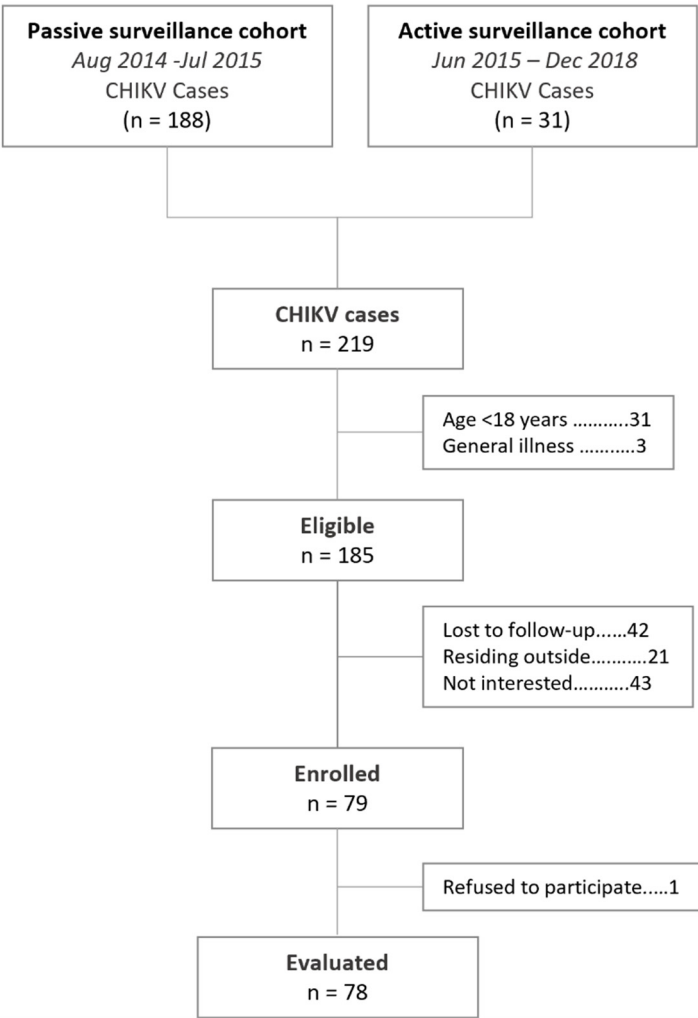 Passive surveillance cohort
Aug 2014 -Jul 2015
CHIKV Cases
(n = 188)
Active surveillance cohort
Jun 2015 – Dec 2018
CHIKV Cases
(n = 31)
CHIKV cases
n = 219
Age <18 years ...........31
General illness ...........3
Eligible
n = 185
Lost to follow-up......42
Residing outside...........21
Not interested...........43
Enrolled
n = 79
Refused to participate.....1
Evaluated
n = 78